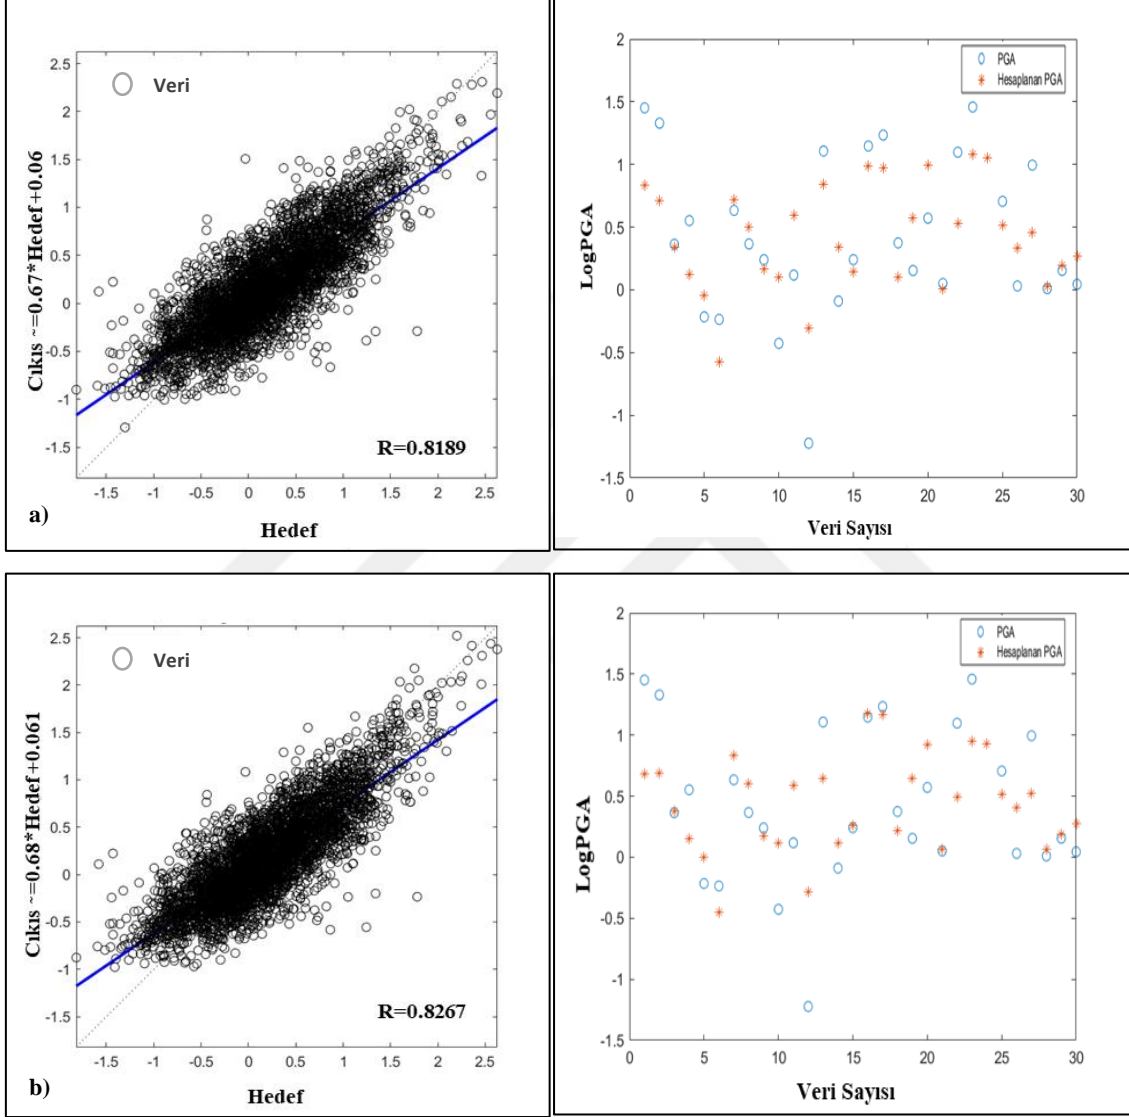 Veri
Cıkıs ~=0.67*Hedef+0.06
2.5
2
1.5
1
0.5
0
-0.5
-1
-1.5
R=0.8189
-1.5 -1 -0.5 0 0.5 1 1.5 2 2.5
a)
Hedef
PGA
Hesaplanan PGA
LogPGA
2
1.5
1
0.5
0
-0.5
-1
-1.5
0 5 10 15 20 25 30
Veri Sayısı
Veri
Cıkıs ~=0.68*Hedef+0.061
2.5
2
1.5
1
0.5
0
-0.5
-1
-1.5
R=0.8267
-1.5 -1 -0.5 0 0.5 1 1.5 2 2.5
b)
Hedef
PGA
Hesaplanan PGA
LogPGA
2
1.5
1
0.5
0
-0.5
-1
-1.5
0 5 10 15 20 25 30
Veri Sayısı